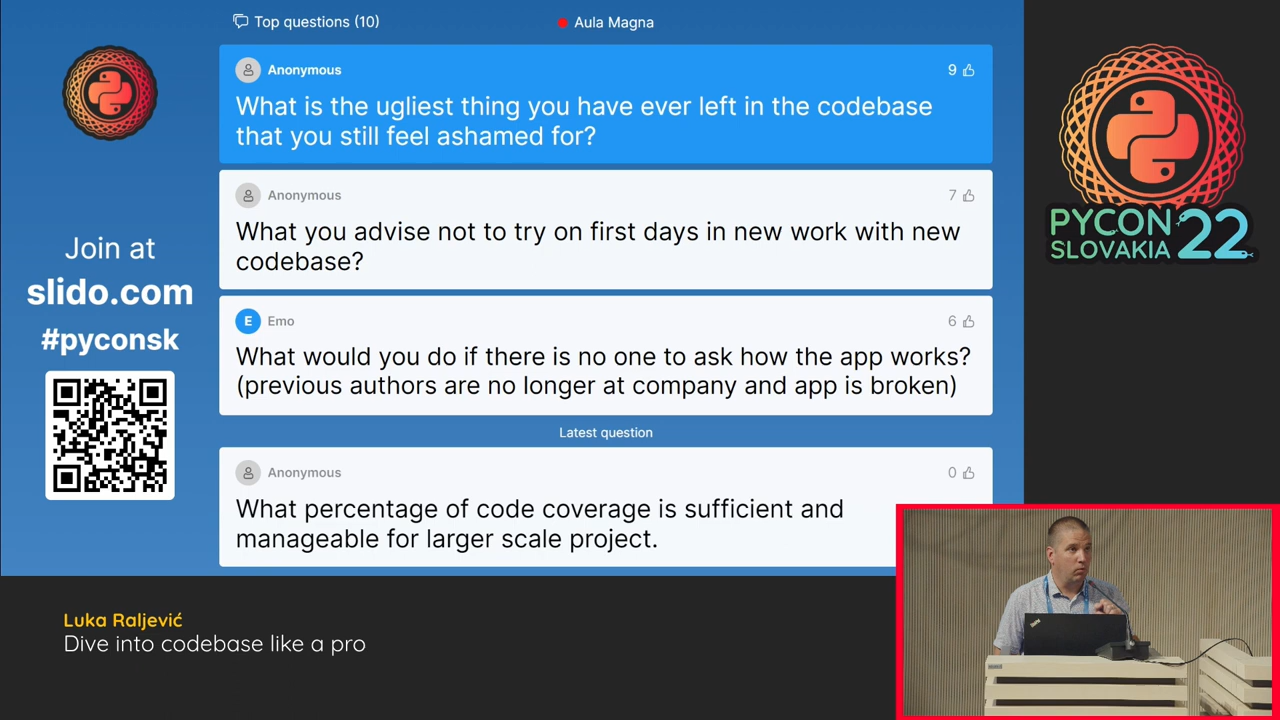 Top questions (10)
Aula Magna
Anonymous
9
What is the ugliest thing you have ever left in the codebase
that you still feel ashamed for?
Anonymous
7
What you advise not to try on first days in new work with new
codebase?
E
Emo
6
What would you do if there is no one to ask how the app works?
(previous authors are no longer at company and app is broken)
Latest question
Anonymous
0
What percentage of code coverage is sufficient and
manageable for larger scale project.
Join at
slido.com
#pyconsk
PYCON
SLOVAKIA
22
Luka Raljević
Dive into codebase like a pro
ThinkPad